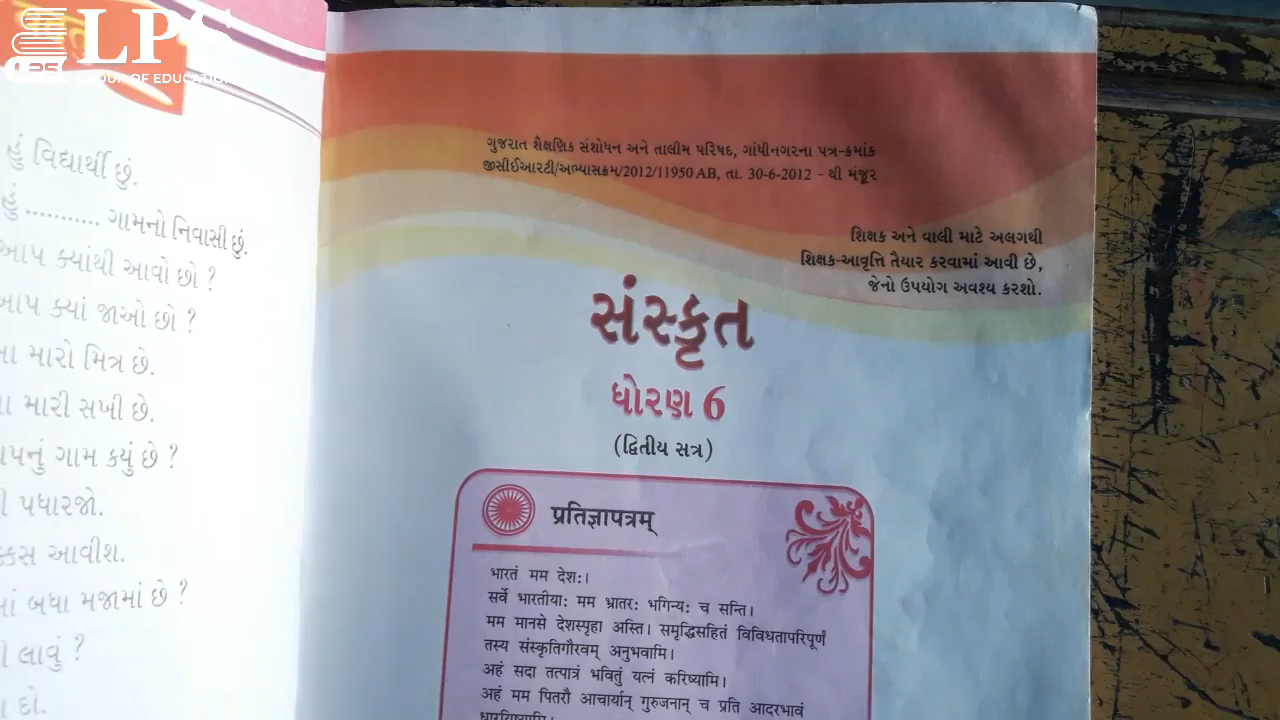 LPS
GROUP OF EDUCATION
હું વિદ્યાર્થી છું.
હું ........... ગામનો નિવાસી છું.
આપ ક્યાંથી આવો છો ?
આપ ક્યાં જાઓ છો ?
મારો મિત્ર છે.
મારી સખી છે.
ગામ કયું છે ?
પધારજો.
આવીશ.
બધા મજામાં છે ?
લાવું ?
દો.
ગુજરાત શૈક્ષણિક સંશોધન અને તાલીમ પરિષદ, ગાંધીનગરના પત્ર-ક્રમાંક
જીસીઈઆરટી/અભ્યાસક્રમ/2012/11950 AB, તા. 30-6-2012 - થી મંજૂર
શિક્ષક અને વાલી માટે અલગથી
શિક્ષક-આવૃત્તિ તૈયાર કરવામાં આવી છે,
જેનો ઉપયોગ અવશ્ય કરશો.
સંસ્કૃત
ધોરણ 6
(દ્વિતીય સત્ર)
प्रतिज्ञापत्रम्
भारतं मम देशः।
सर्वे भारतीयाः मम भ्रातरः भगिन्यः च सन्ति।
मम मानसे देशस्पृहा अस्ति। समृद्धिसहितं विविधतापरिपूर्णं
तस्य संस्कृतिगौरवम् अनुभवामि।
अहं सदा तत्पात्रं भवितुं यत्नं करिष्यामि।
अहं मम पितरौ आचार्यान् गुरुजनान् च प्रति आदरभावं
धारयिष्यामि।